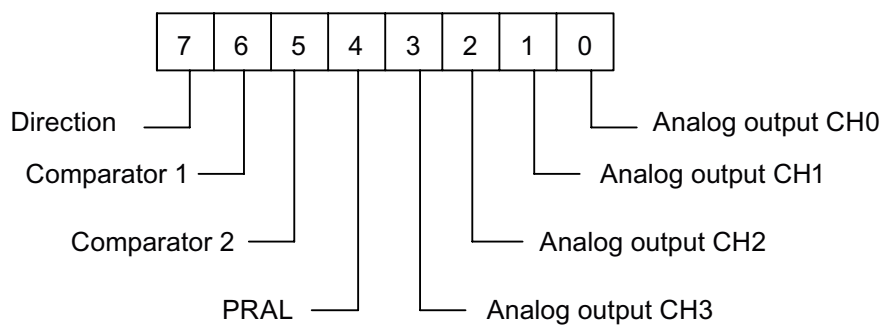 7 6 5 4 3 2 1 0
Direction Analog output CH0
Comparator 1 Analog output CH1
Comparator 2 Analog output CH2
PRAL Analog output CH3